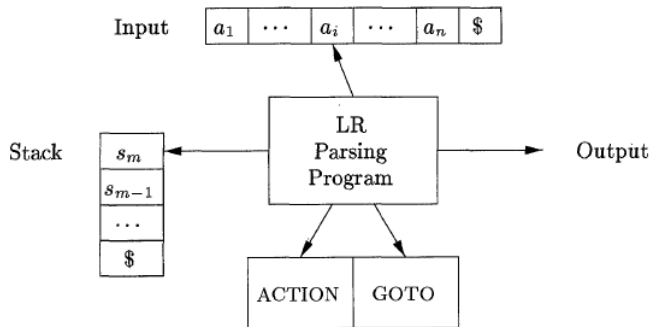 Input a₁ ··· aᵢ ··· aₙ $
LR
Parsing
Program
Stack
sₘ
sₘ₋₁
···
$
Output
ACTION GOTO